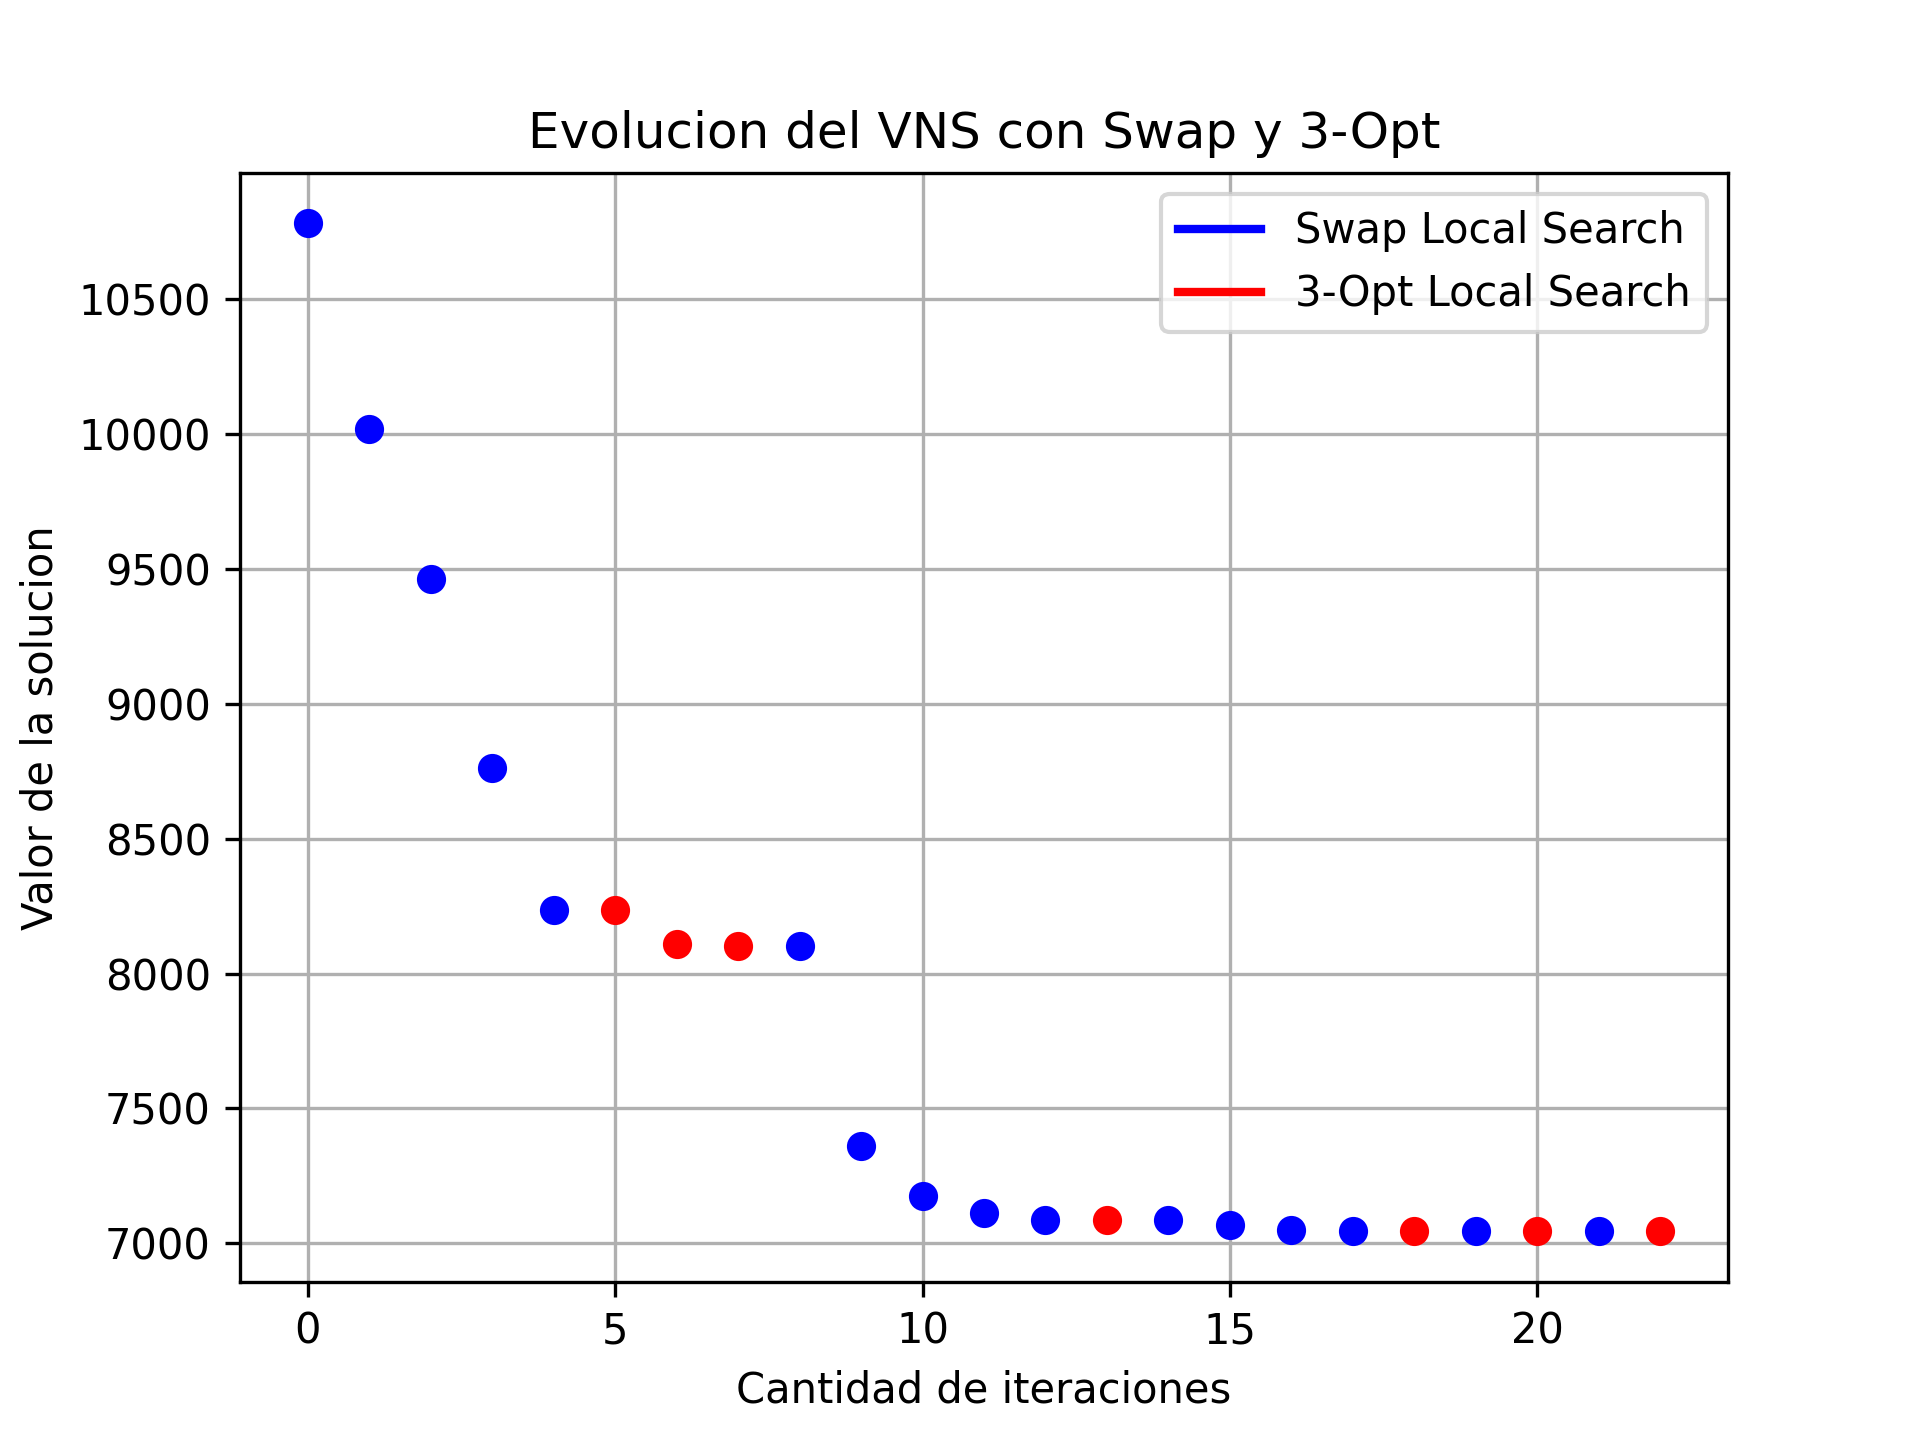 Evolucion del VNS con Swap y 3-Opt
Swap Local Search
3-Opt Local Search
Valor de la solucion
10500
10000
9500
9000
8500
8000
7500
7000
0 5 10 15 20
Cantidad de iteraciones